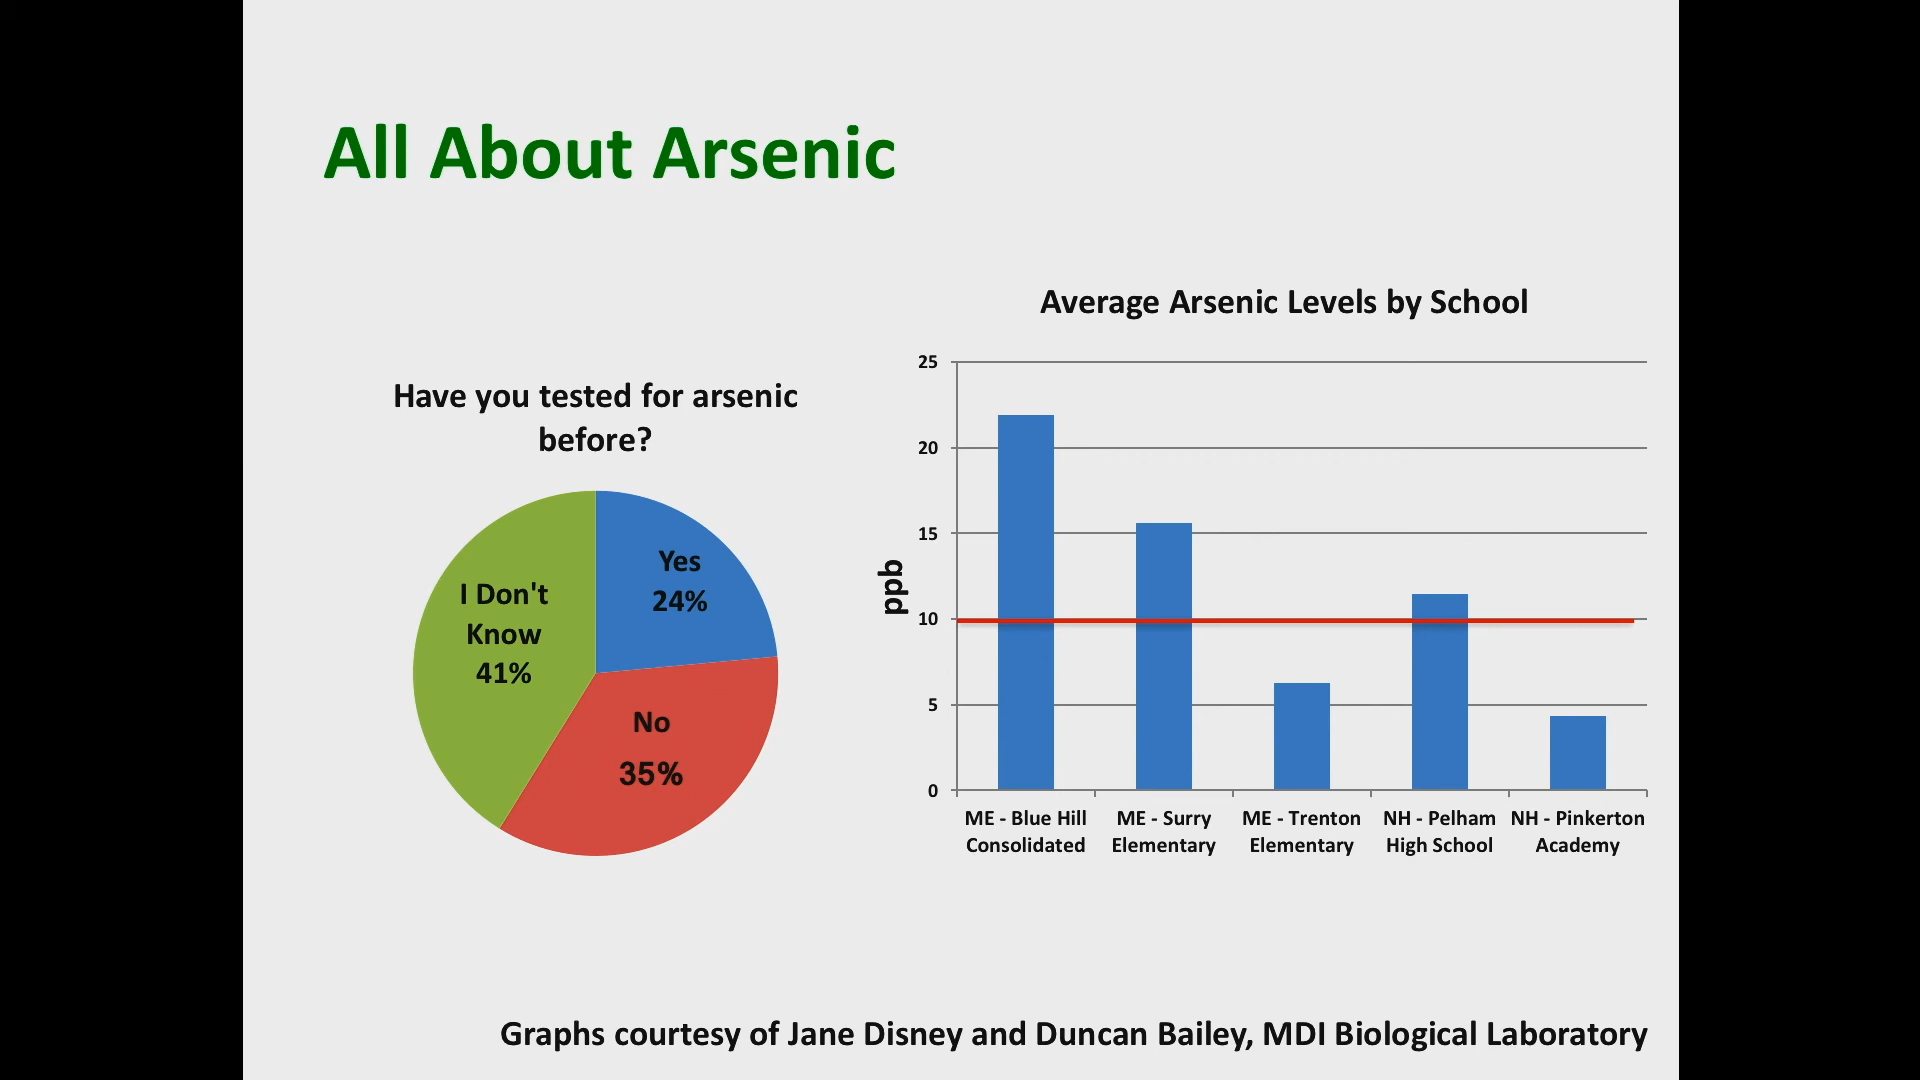 All About Arsenic
Have you tested for arsenic
before?
Yes
24%
I Don't
Know
41%
No
35%
Average Arsenic Levels by School
25
20
15
10
5
0
ppb
ME - Blue Hill
Consolidated
ME - Surry
Elementary
ME - Trenton
Elementary
NH - Pelham
High School
NH - Pinkerton
Academy
Graphs courtesy of Jane Disney and Duncan Bailey, MDI Biological Laboratory